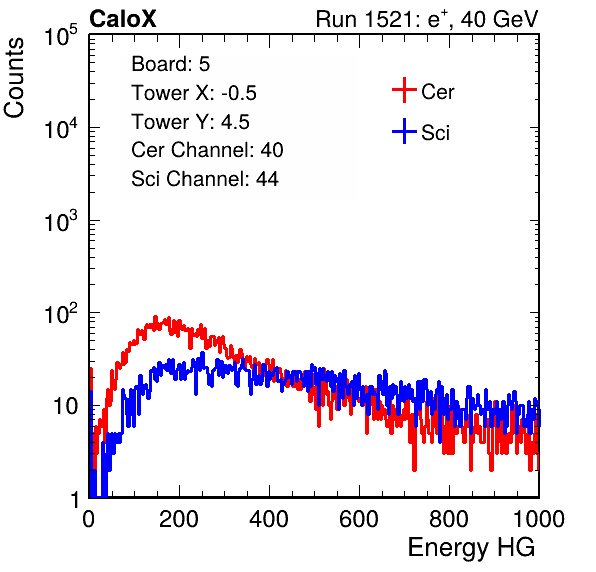 CaloX
Run 1521: e⁺, 40 GeV
Counts
Board: 5
Tower X: -0.5
Tower Y: 4.5
Cer Channel: 40
Sci Channel: 44
Cer
Sci
10⁵
10⁴
10³
10²
10
1
0 200 400 600 800 1000
Energy HG